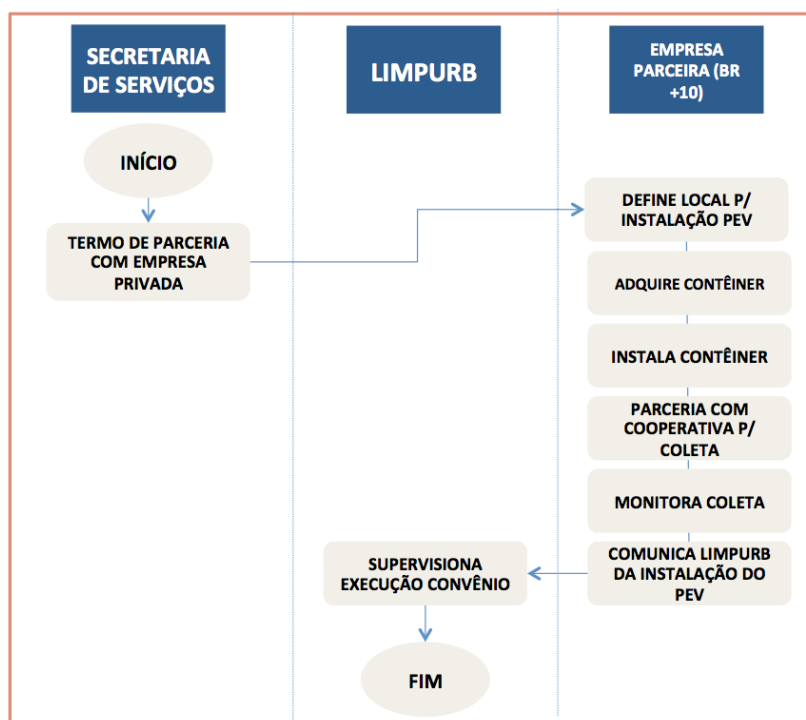 SECRETARIA
DE SERVIÇOS
LIMPURB
EMPRESA
PARCEIRA (BR
+10)
INÍCIO
TERMO DE PARCERIA
COM EMPRESA
PRIVADA
DEFINE LOCAL P/
INSTALAÇÃO PEV
ADQUIRE CONTÊINER
INSTALA CONTÊINER
PARCERIA COM
COOPERATIVA P/
COLETA
MONITORA COLETA
COMUNICA LIMPURB
DA INSTALAÇÃO DO
PEV
SUPERVISIONA
EXECUÇÃO CONVÊNIO
FIM